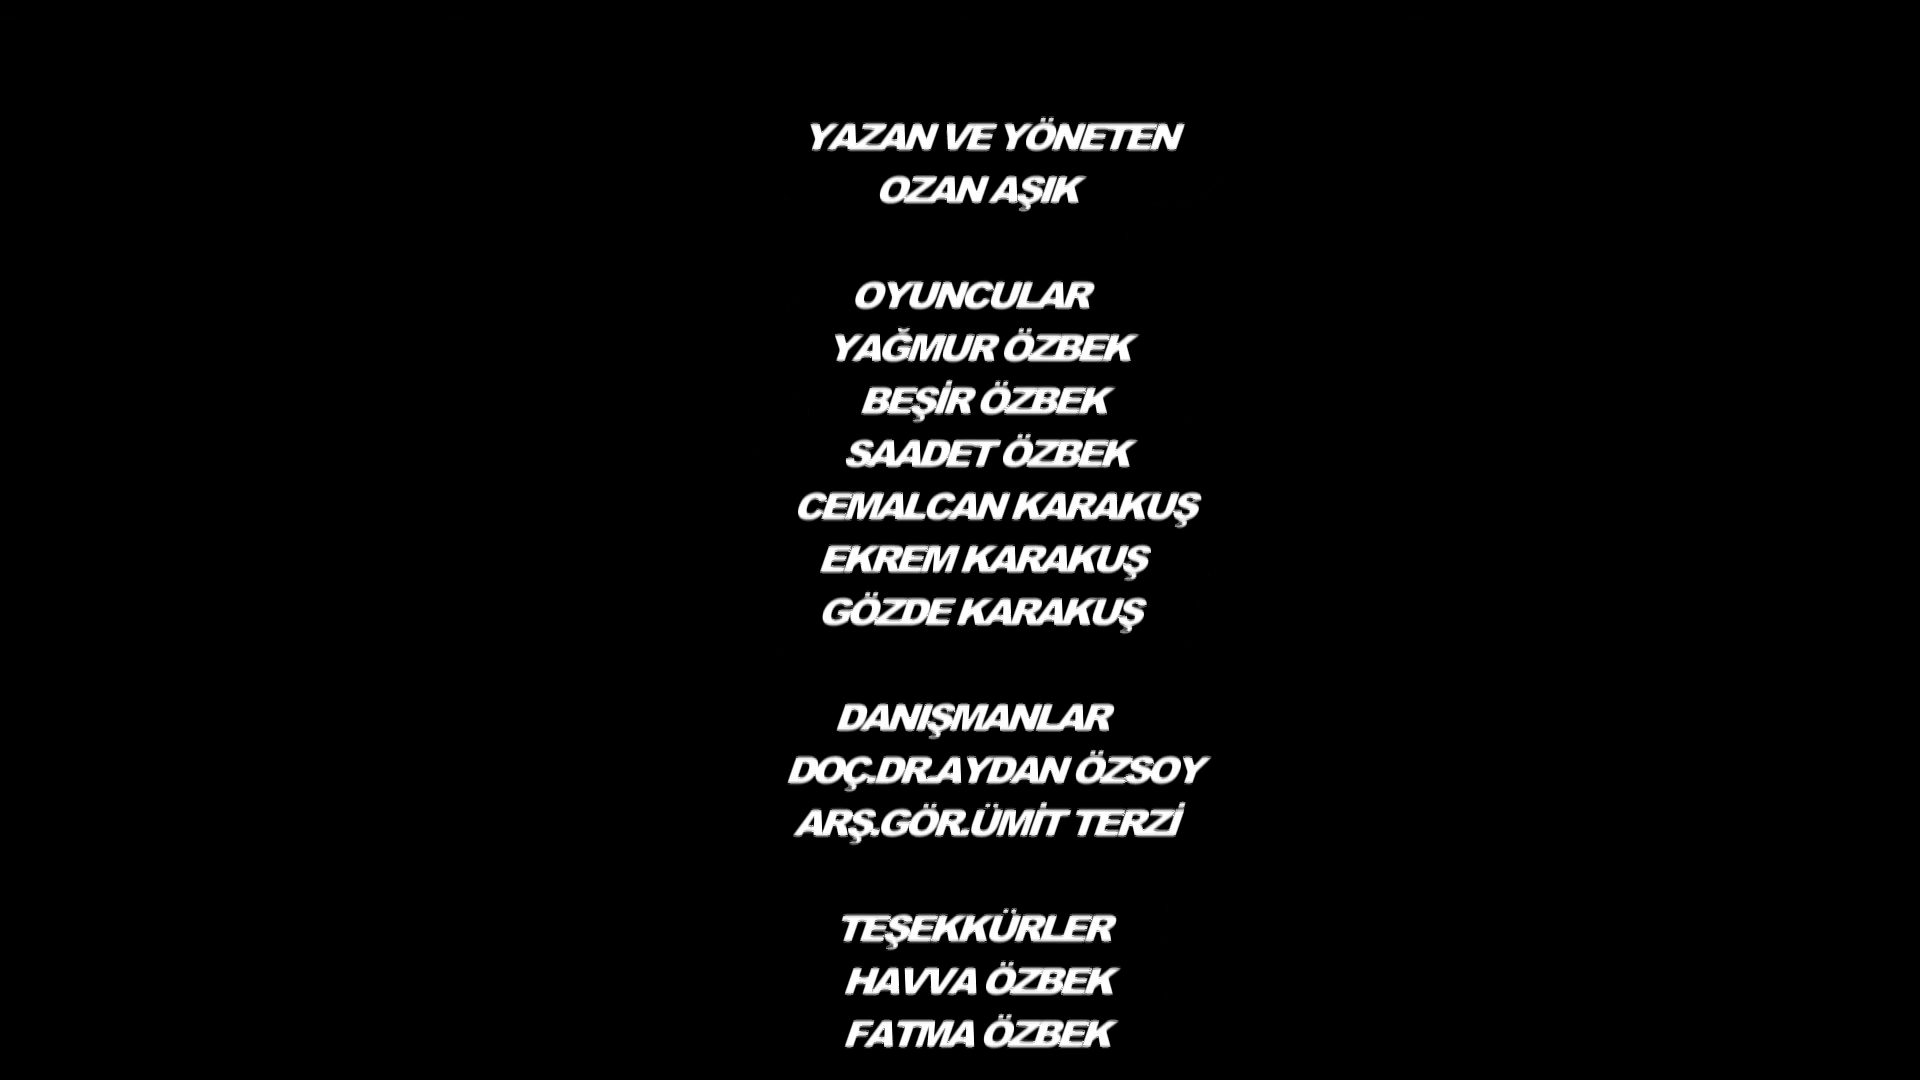 YAZAN VE YÖNETEN
OZAN AŞIK
OYUNCULAR
YAĞMUR ÖZBEK
BEŞİR ÖZBEK
SAADET ÖZBEK
CEMALCAN KARAKUŞ
EKREM KARAKUŞ
GÖZDE KARAKUŞ
DANIŞMANLAR
DOÇ.DR.AYDAN ÖZSOY
ARŞ.GÖR.ÜMİT TERZİ
TEŞEKKÜRLER
HAVVA ÖZBEK
FATMA ÖZBEK